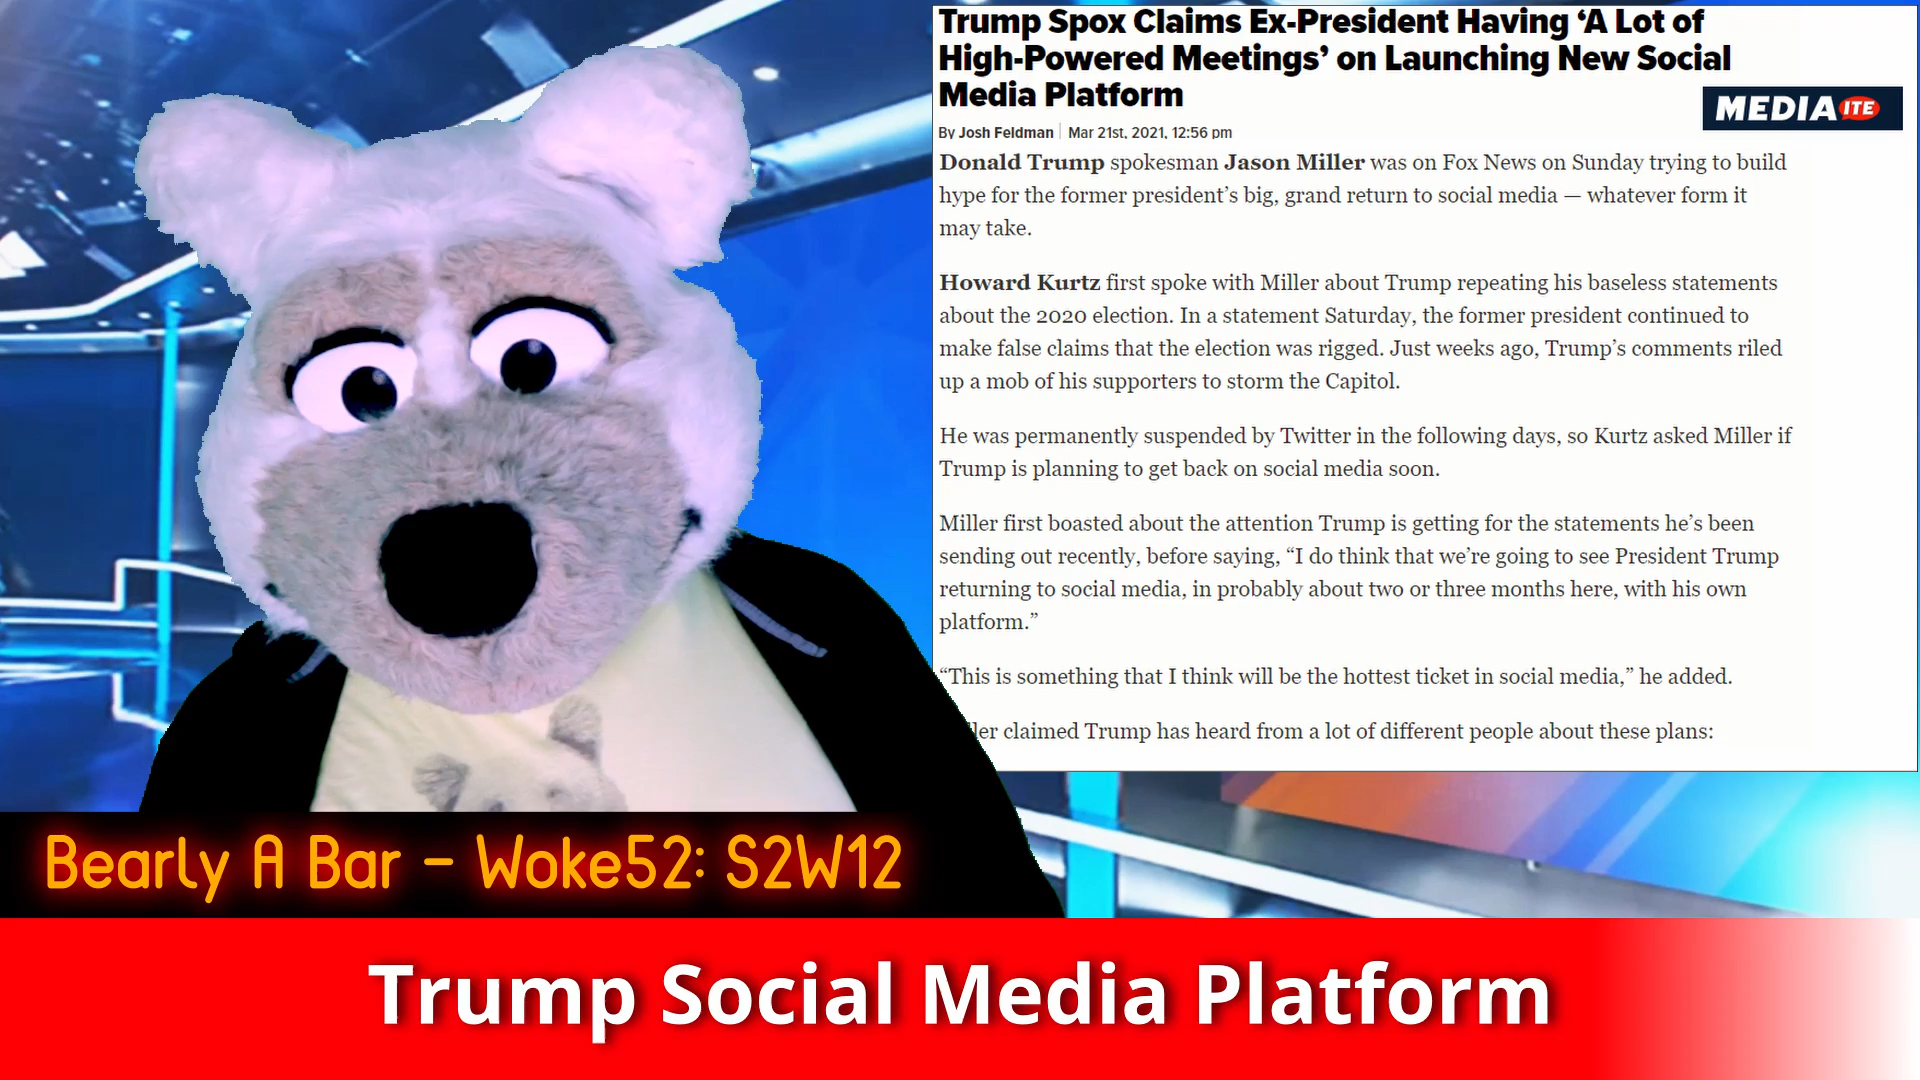 Trump Spox Claims Ex-President Having ‘A Lot of
High-Powered Meetings’ on Launching New Social
Media Platform
MEDIAITE
By Josh Feldman | Mar 21st, 2021, 12:56 pm
Donald Trump spokesman Jason Miller was on Fox News on Sunday trying to build
hype for the former president’s big, grand return to social media — whatever form it
may take.
Howard Kurtz first spoke with Miller about Trump repeating his baseless statements
about the 2020 election. In a statement Saturday, the former president continued to
make false claims that the election was rigged. Just weeks ago, Trump’s comments riled
up a mob of his supporters to storm the Capitol.
He was permanently suspended by Twitter in the following days, so Kurtz asked Miller if
Trump is planning to get back on social media soon.
Miller first boasted about the attention Trump is getting for the statements he’s been
sending out recently, before saying, “I do think that we’re going to see President Trump
returning to social media, in probably about two or three months here, with his own
platform.”
“This is something that I think will be the hottest ticket in social media,” he added.
ller claimed Trump has heard from a lot of different people about these plans:
Bearly A Bar - Woke52: S2W12
Trump Social Media Platform